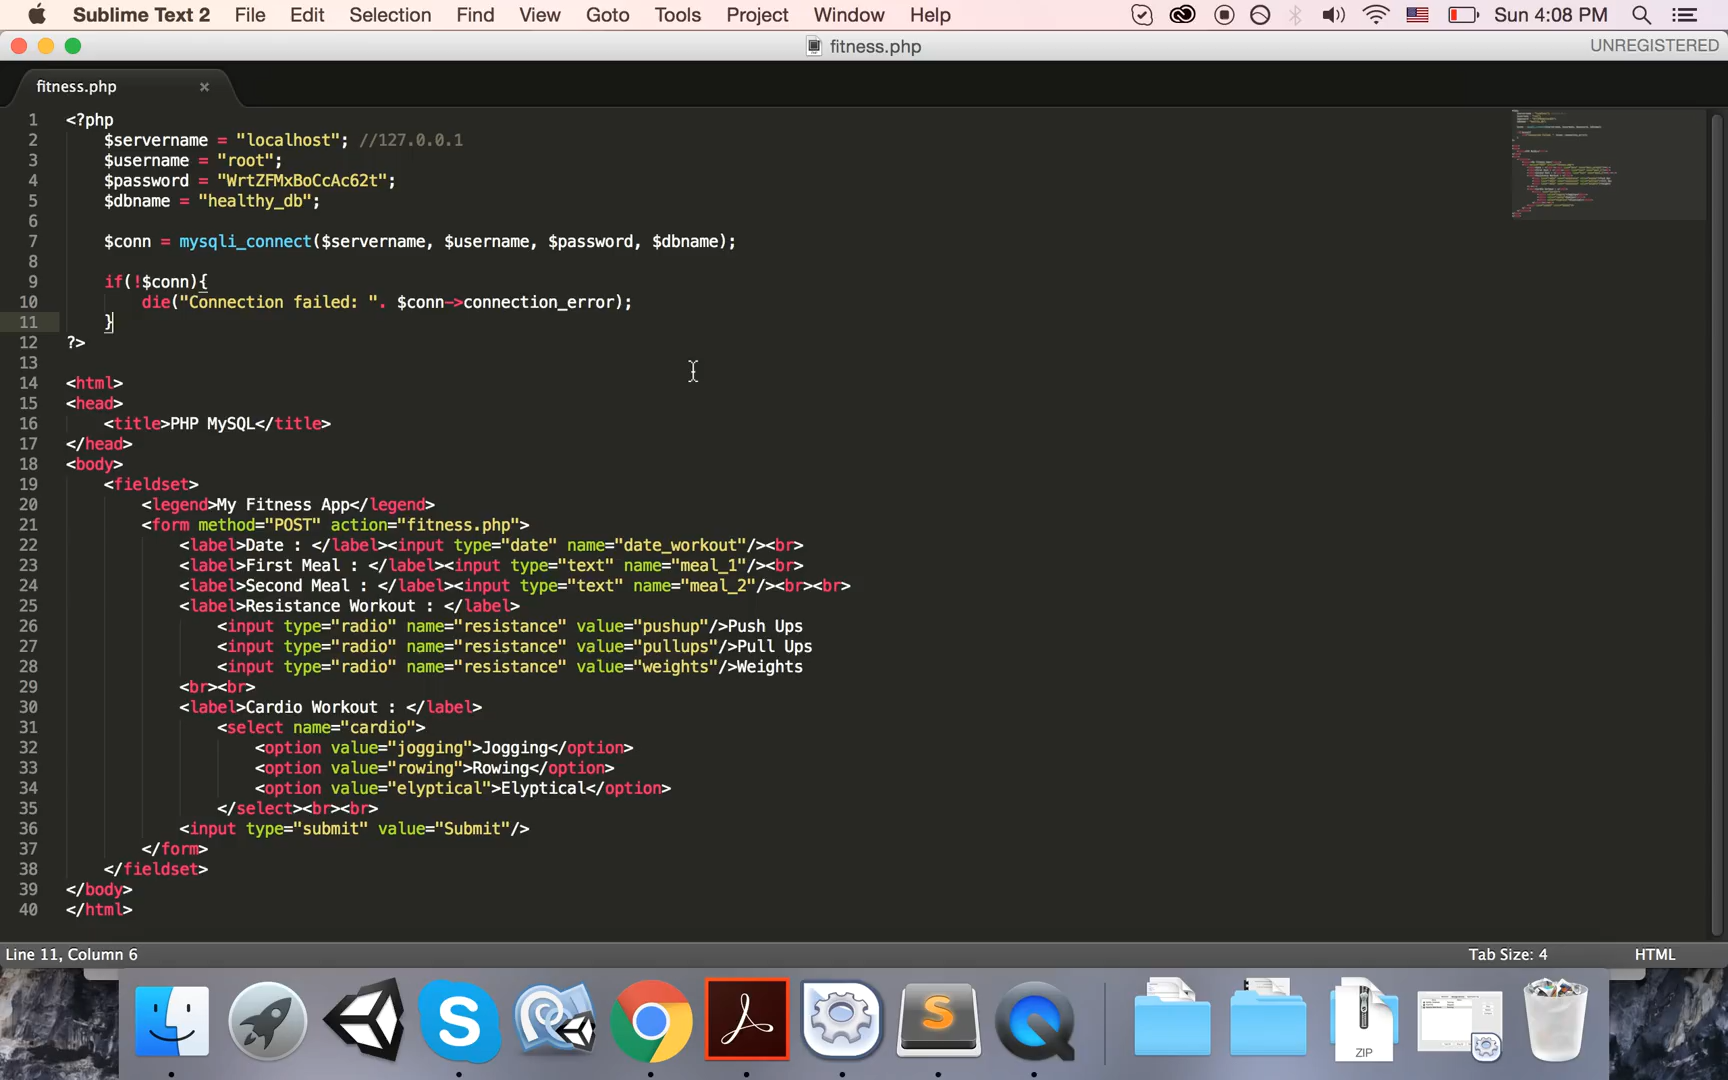 Sublime Text 2 File Edit Selection Find View Goto Tools Project Window Help Sun 4:08 PM
fitness.php UNREGISTERED
fitness.php ×
1 <?php
2 $servername = "localhost"; //127.0.0.1
3 $username = "root";
4 $password = "WrtZFMxBoCcAc62t";
5 $dbname = "healthy_db";
6
7 $conn = mysqli_connect($servername, $username, $password, $dbname);
8
9 if(!$conn){
10 die("Connection failed: ". $conn->connection_error);
11 }
12 ?>
13
14 <html>
15 <head>
16 <title>PHP MySQL</title>
17 </head>
18 <body>
19 <fieldset>
20 <legend>My Fitness App</legend>
21 <form method="POST" action="fitness.php">
22 <label>Date : </label><input type="date" name="date_workout"/><br>
23 <label>First Meal : </label><input type="text" name="meal_1"/><br>
24 <label>Second Meal : </label><input type="text" name="meal_2"/><br><br>
25 <label>Resistance Workout : </label>
26 <input type="radio" name="resistance" value="pushup"/>Push Ups
27 <input type="radio" name="resistance" value="pullups"/>Pull Ups
28 <input type="radio" name="resistance" value="weights"/>Weights
29 <br><br>
30 <label>Cardio Workout : </label>
31 <select name="cardio">
32 <option value="jogging">Jogging</option>
33 <option value="rowing">Rowing</option>
34 <option value="elyptical">Elyptical</option>
35 </select><br><br>
36 <input type="submit" value="Submit"/>
37 </form>
38 </fieldset>
39 </body>
40 </html>
Line 11, Column 6 Tab Size: 4 HTML
ZIP